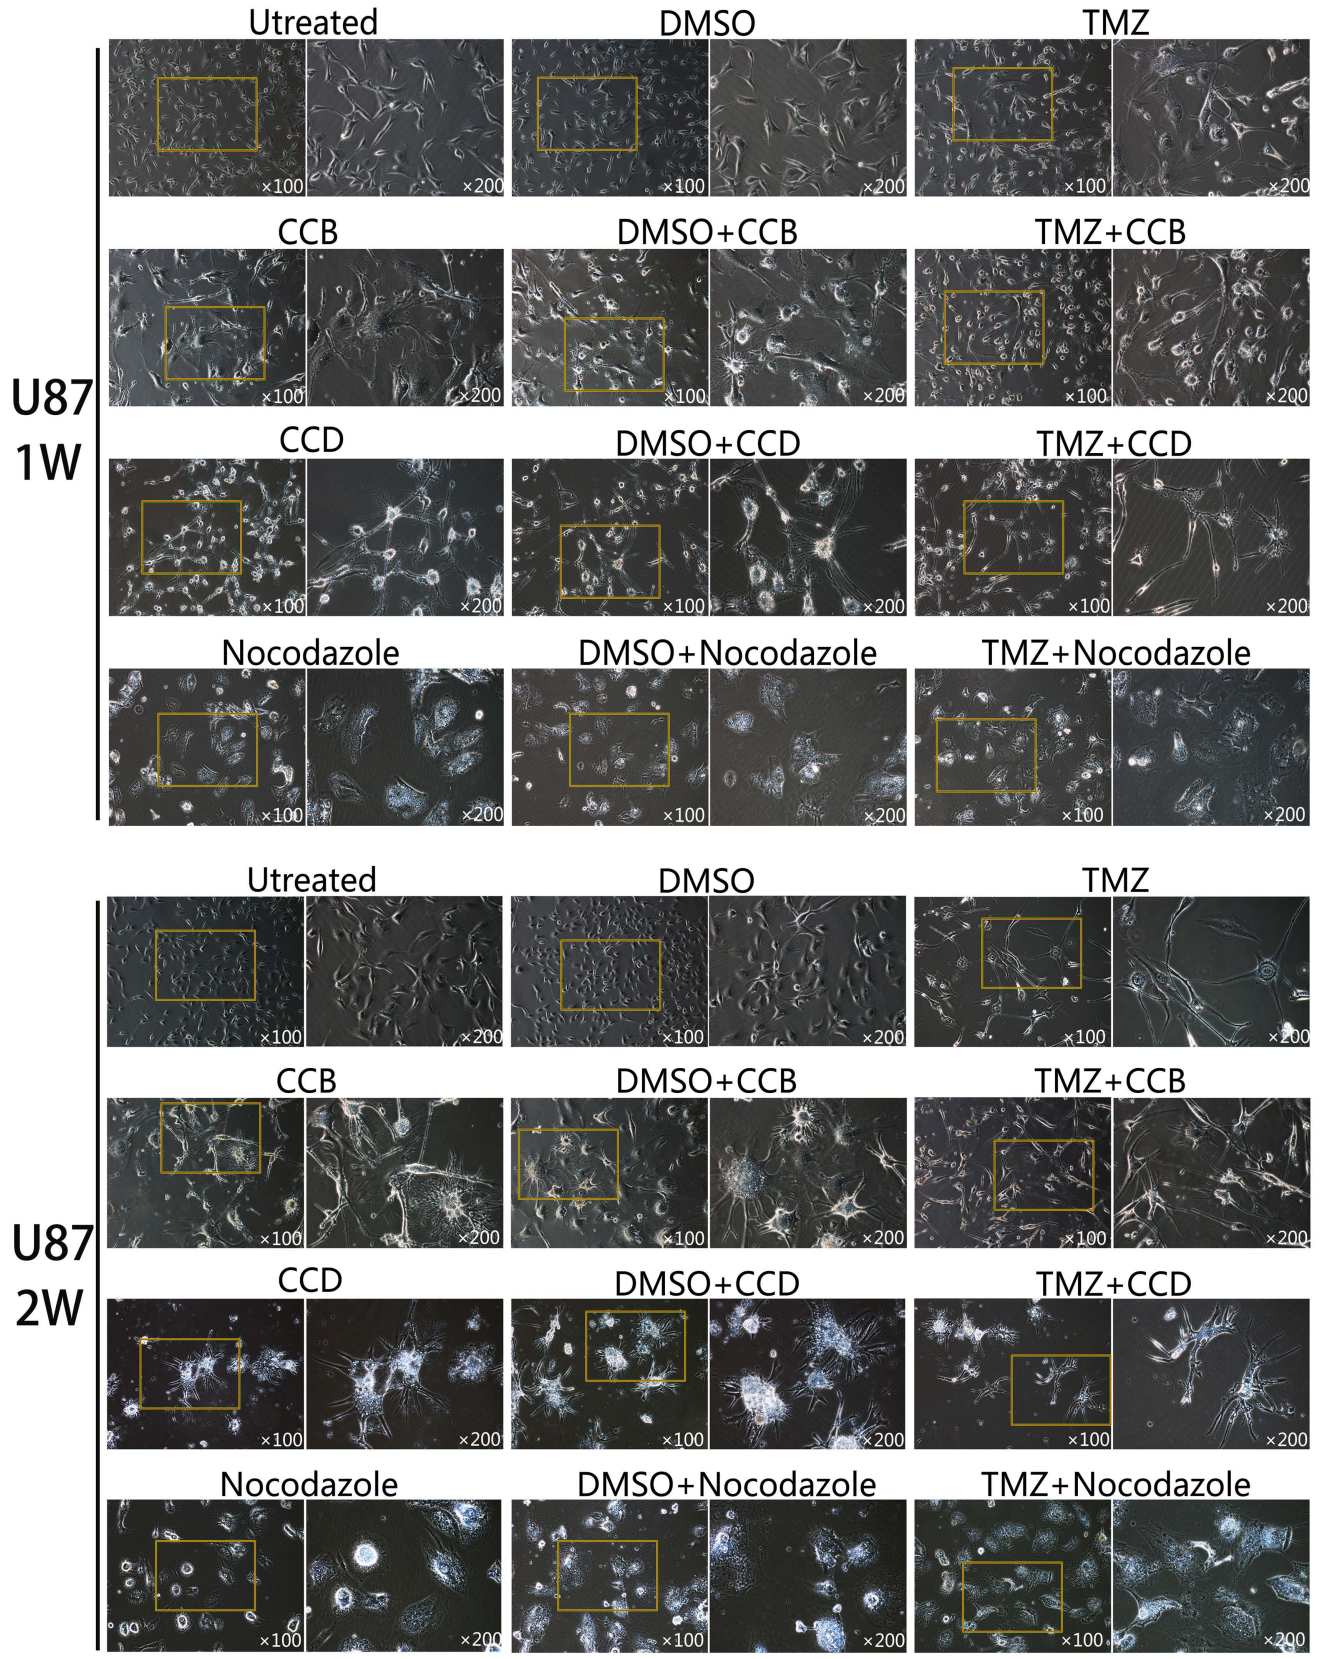 Utreated DMSO TMZ
×100 ×200 ×100 ×200 ×100 ×200
CCB DMSO+CCB TMZ+CCB
×100 ×200 ×100 ×200 ×100 ×200
U87
1W
CCD DMSO+CCD TMZ+CCD
×100 ×200 ×100 ×200 ×100 ×200
Nocodazole DMSO+Nocodazole TMZ+Nocodazole
×100 ×200 ×100 ×200 ×100 ×200
Utreated DMSO TMZ
×100 ×200 ×100 ×200 ×100 ×200
CCB DMSO+CCB TMZ+CCB
×100 ×200 ×100 ×200 ×100 ×200
U87
2W
CCD DMSO+CCD TMZ+CCD
×100 ×200 ×100 ×200 ×100 ×200
Nocodazole DMSO+Nocodazole TMZ+Nocodazole
×100 ×200 ×100 ×200 ×100 ×200